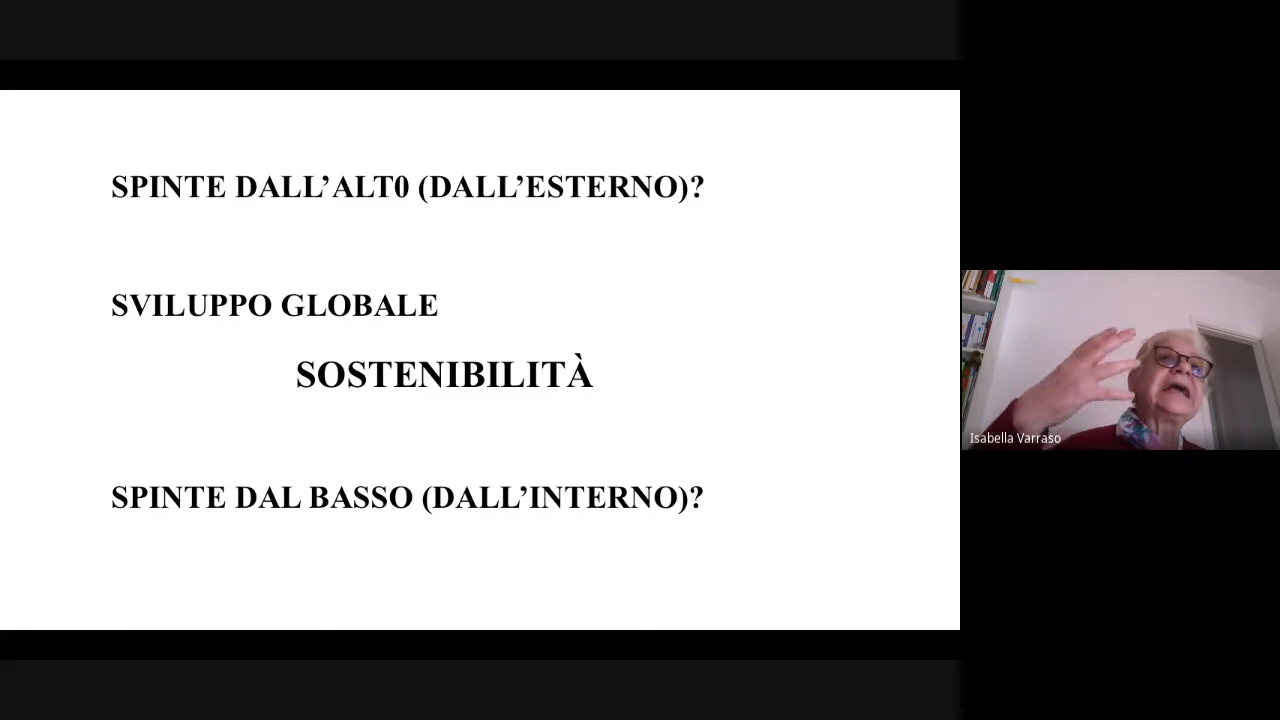 SPINTE DALL’ALT0 (DALL’ESTERNO)?
SVILUPPO GLOBALE
SOSTENIBILITÀ
SPINTE DAL BASSO (DALL’INTERNO)?
Isabella Varraso